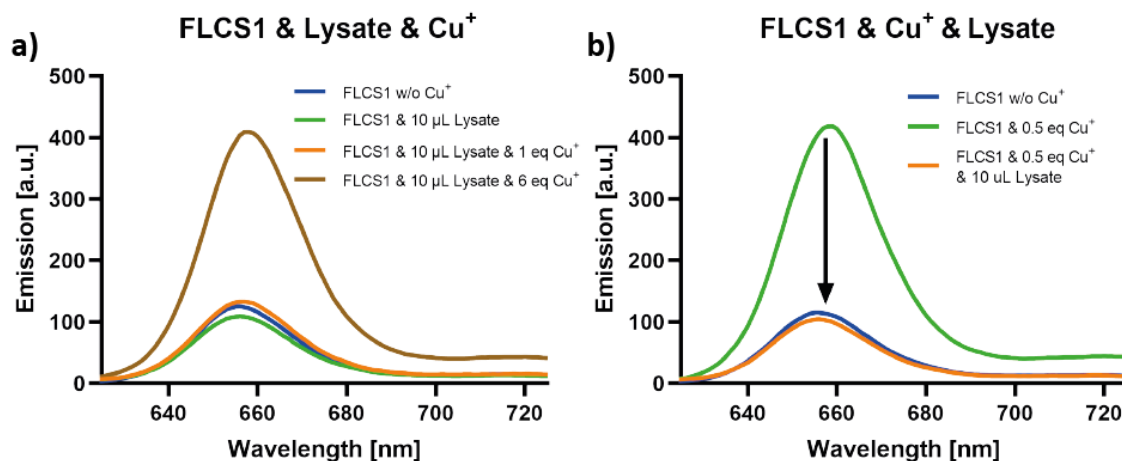 a)
FLCS1 & Lysate & Cu⁺
500
400
300
200
100
0
Emission [a.u.]
FLCS1 w/o Cu⁺
FLCS1 & 10 µL Lysate
FLCS1 & 10 µL Lysate & 1 eq Cu⁺
FLCS1 & 10 µL Lysate & 6 eq Cu⁺
640 660 680 700 720
Wavelength [nm]
b)
FLCS1 & Cu⁺ & Lysate
500
400
300
200
100
0
Emission [a.u.]
FLCS1 w/o Cu⁺
FLCS1 & 0.5 eq Cu⁺
FLCS1 & 0.5 eq Cu⁺
& 10 uL Lysate
640 660 680 700 720
Wavelength [nm]